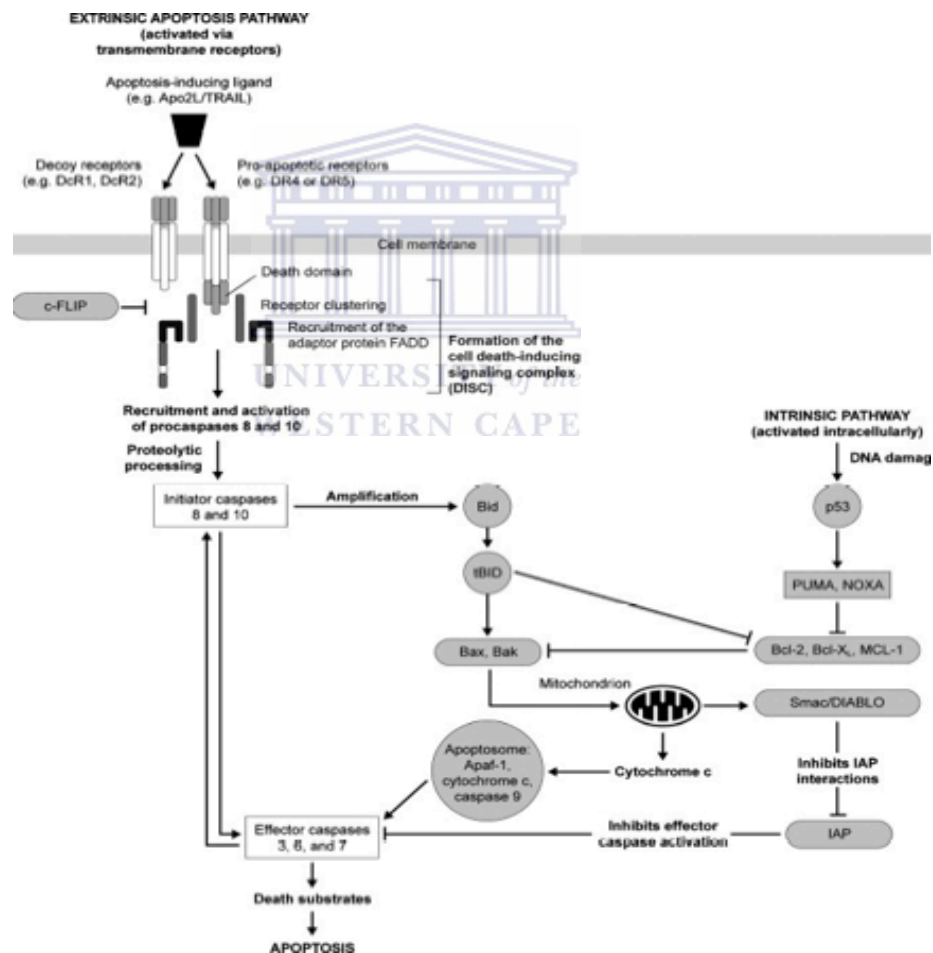 EXTRINSIC APOPTOSIS PATHWAY
(activated via
transmembrane receptors)
Apoptosis-inducing ligand
(e.g. Apo2L/TRAIL)
Decoy receptors
(e.g. DcR1, DcR2)
Pro-apoptotic receptors
(e.g. DR4 or DR5)
Cell membrane
Death domain
c-FLIP
Receptor clustering
Recruitment of the
adaptor protein FADD
Formation of the
cell death-inducing
signaling complex
(DISC)
UNIVERSITY of the
WESTERN CAPE
Recruitment and activation
of procaspases 8 and 10
Proteolytic
processing
INTRINSIC PATHWAY
(activated intracellularly)
DNA damag
Initiator caspases
8 and 10
Amplification
Bid
p53
tBID
PUMA, NOXA
Bax, Bak
Bcl-2, Bcl-XL, MCL-1
Mitochondrion
Smac/DIABLO
Apoptosome:
Apaf-1,
cytochrome c,
caspase 9
Cytochrome c
Inhibits IAP
interactions
Effector caspases
3, 6, and 7
Inhibits effector
caspase activation
IAP
Death substrates
APOPTOSIS